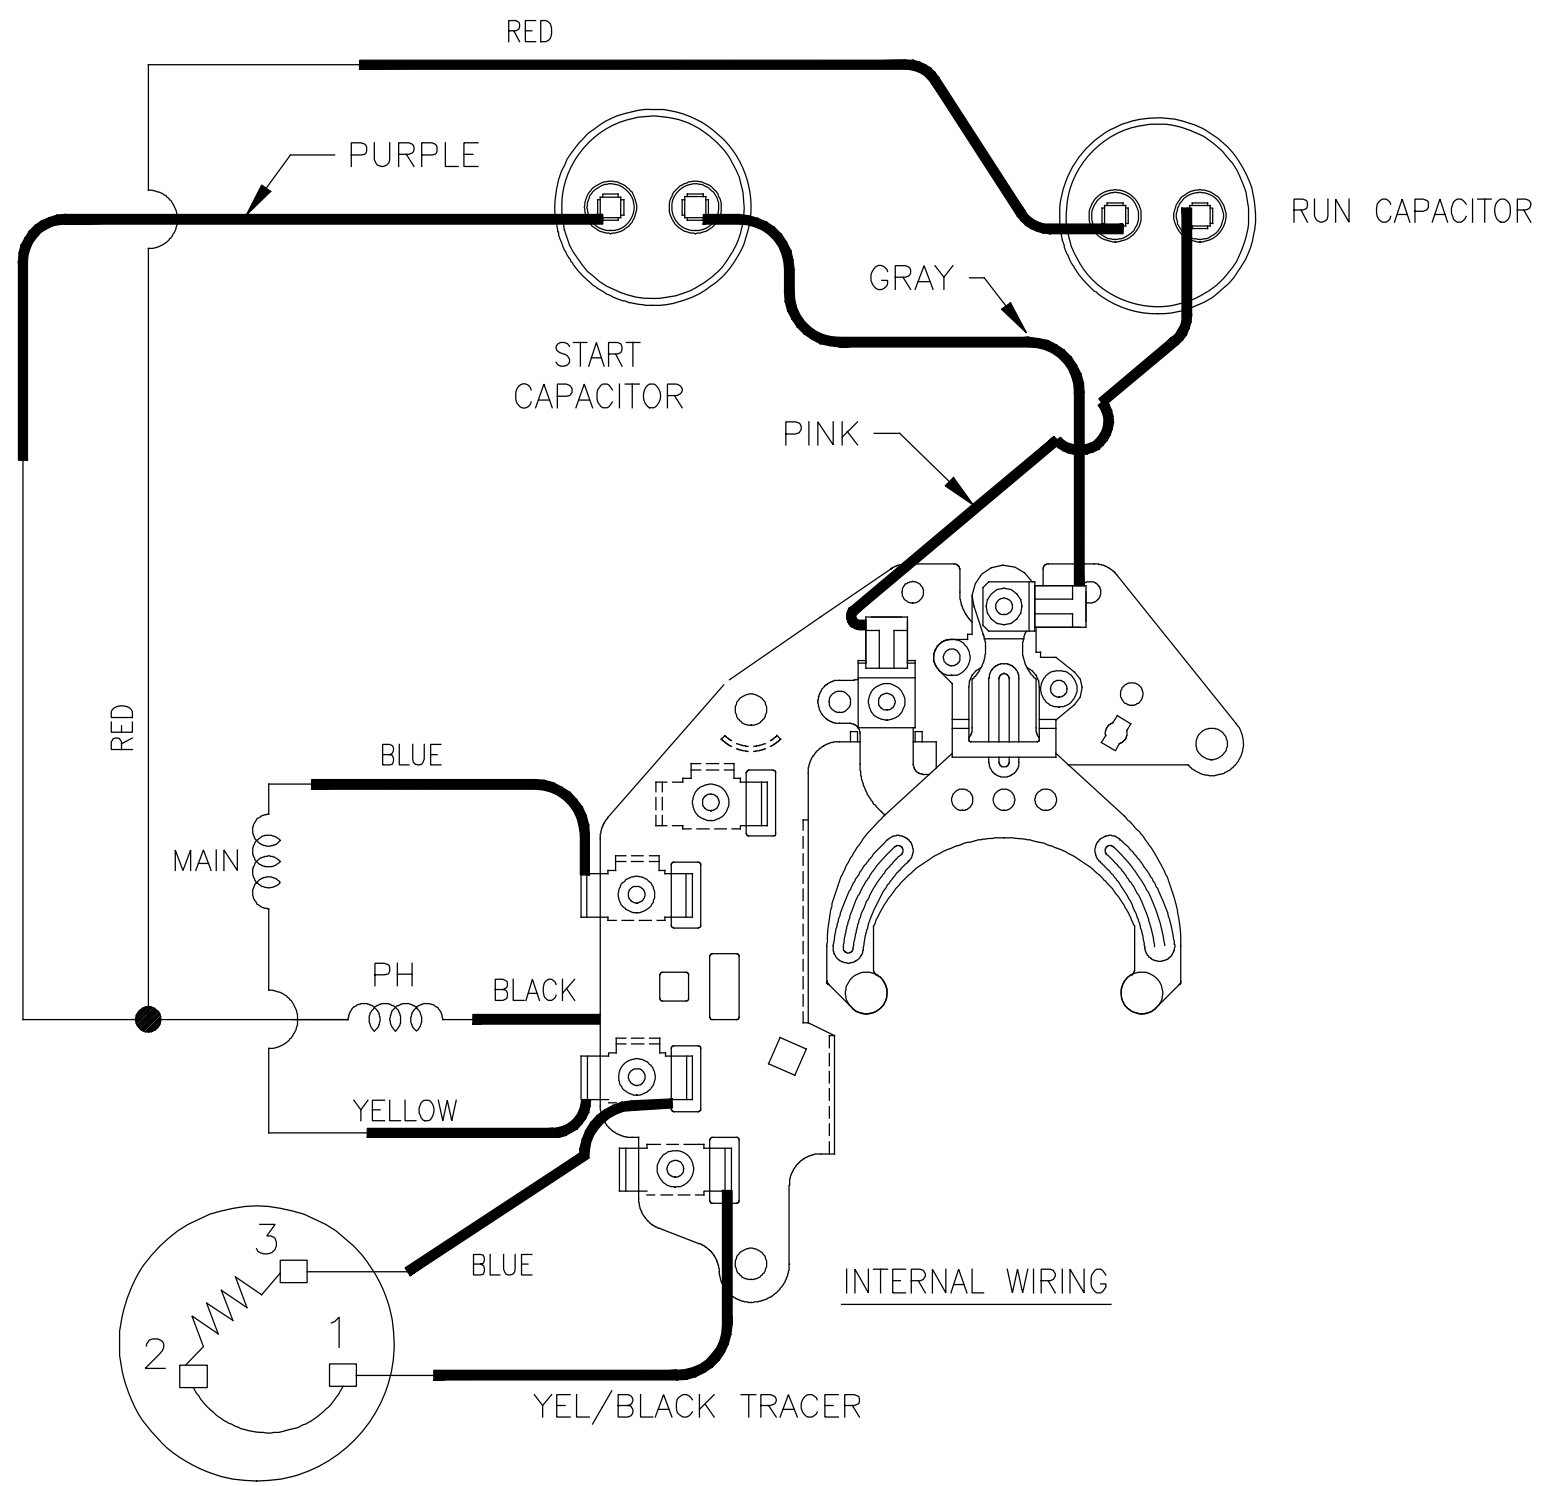 RED
PURPLE
RUN CAPACITOR
GRAY
START
CAPACITOR
PINK
RED
BLUE
MAIN
PH
BLACK
YELLOW
3
BLUE
INTERNAL WIRING
1
2
YEL/BLACK TRACER